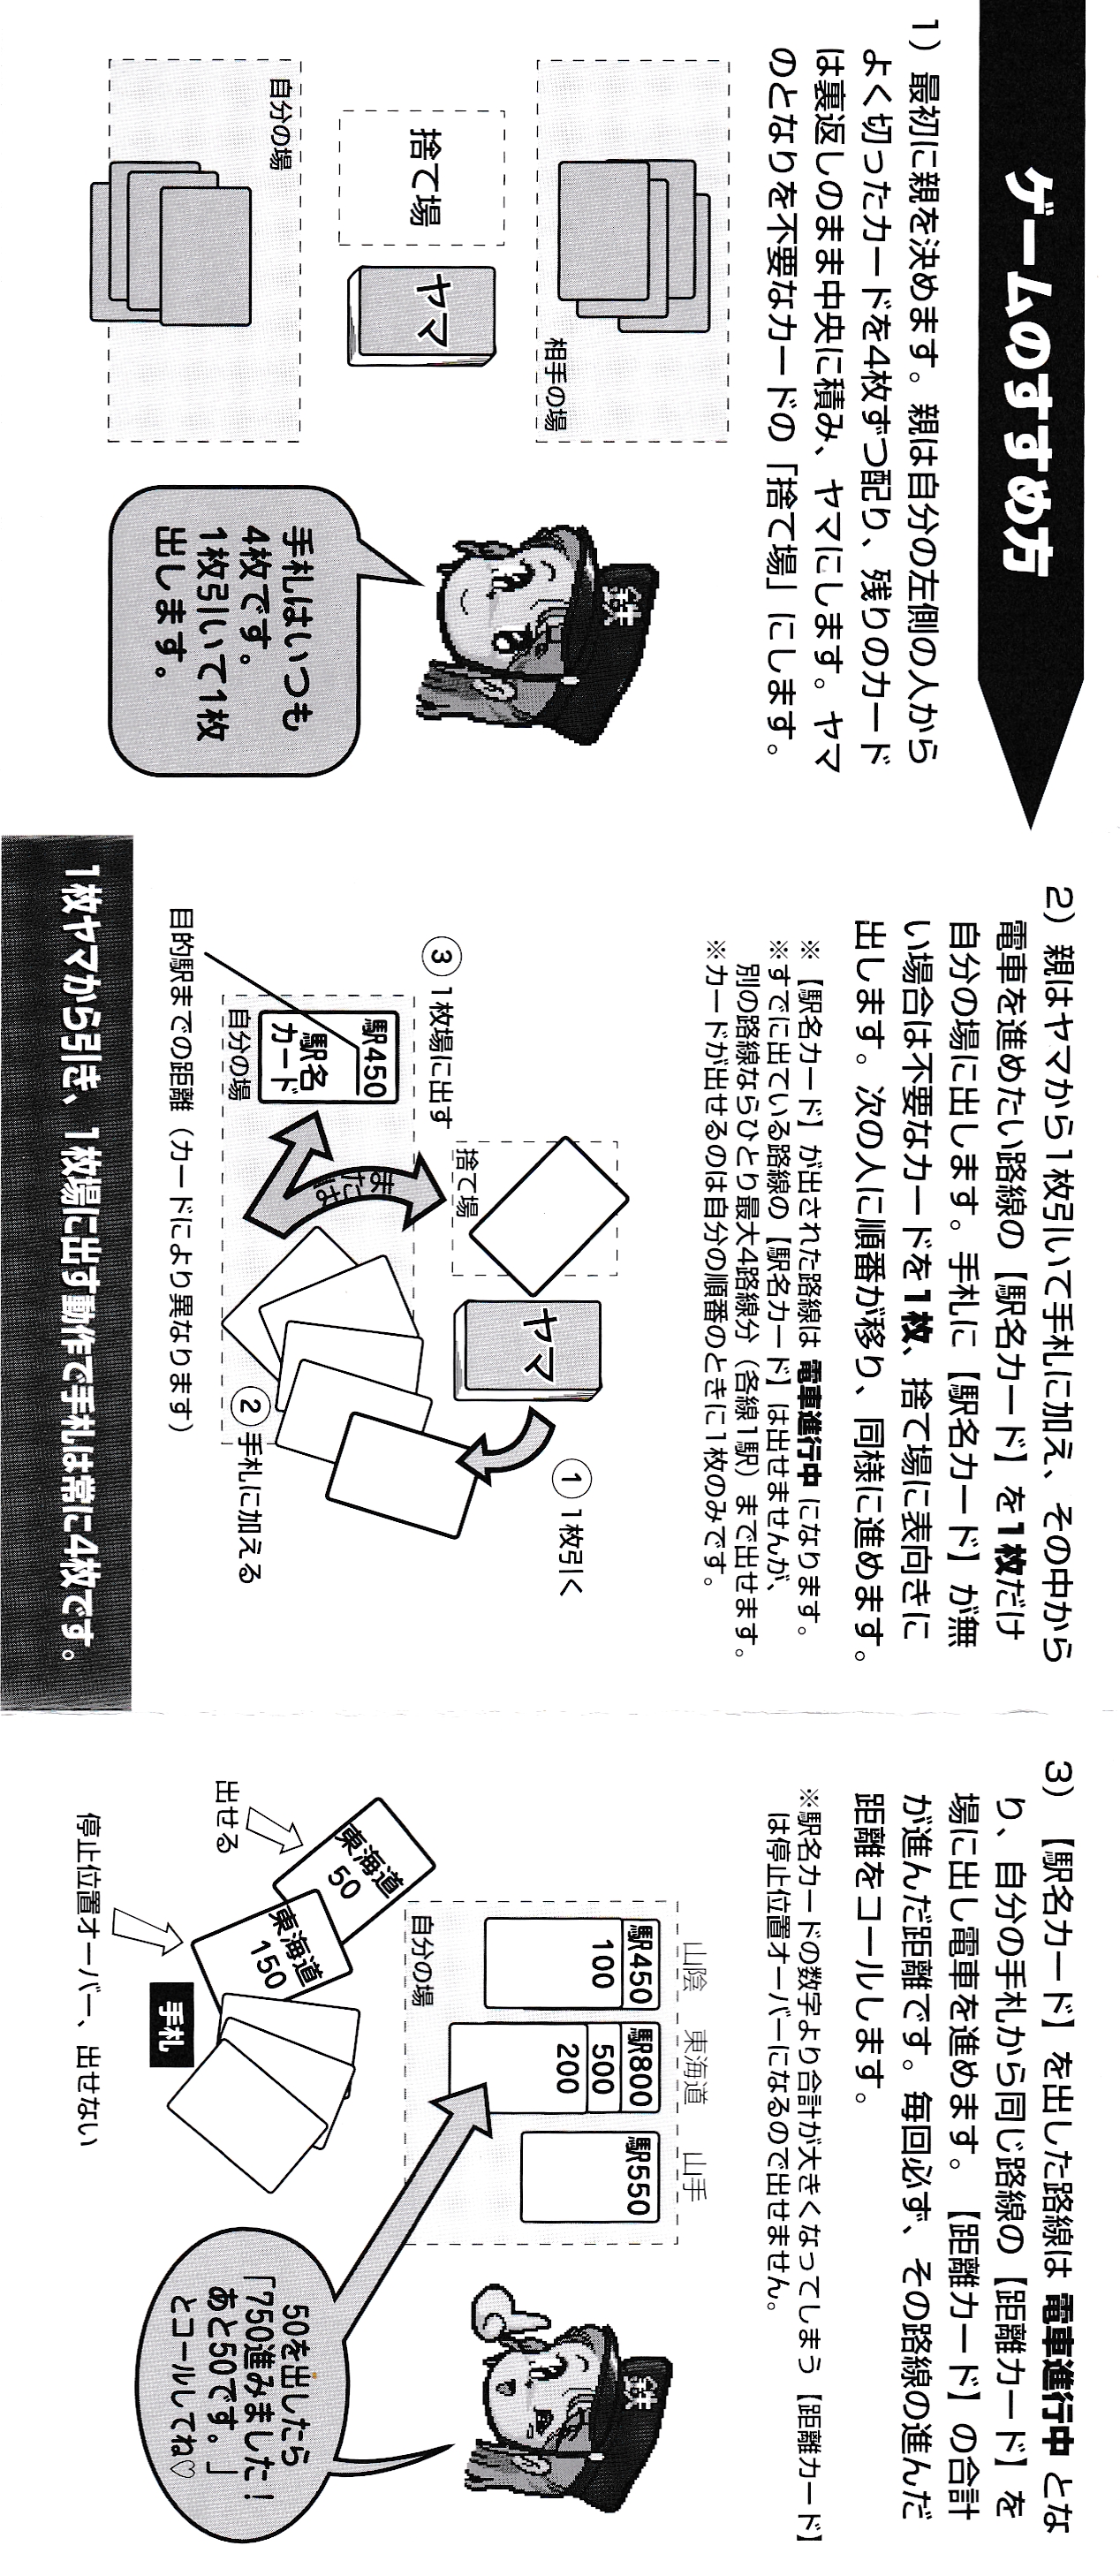 ゲームのすすめ方
1）最初に親を決めます。親は自分の左側の人から
よく切ったカードを4枚ずつ配り、残りのカード
は裏返しのまま中央に積み、ヤマにします。ヤマ
のとなりを不要なカードの「捨て場」にします。
相手の場
捨て場
ヤマ
自分の場
鉄
手札はいつも
4枚です。
1枚引いて1枚
出します。
2）親はヤマから1枚引いて手札に加え、その中から
電車を進めたい路線の【駅名カード】を1枚だけ
自分の場に出します。手札に【駅名カード】が無
い場合は不要なカードを1枚、捨て場に表向きに
出します。次の人に順番が移り、同様に進めます。
※【駅名カード】が出された路線は 電車進行中 になります。
※すでに出ている路線の【駅名カード】は出せませんが、
別の路線ならひとり最大4路線分（各線1駅）まで出せます。
※カードが出せるのは自分の順番のときに1枚のみです。
① 1枚引く
ヤマ
捨て場
② 手札に加える
または
③ 1枚場に出す
駅450
駅名
カード
自分の場
目的駅までの距離（カードにより異なります）
1枚ヤマから引き、1枚場に出す動作で手札は常に4枚です。
3）【駅名カード】を出した路線は 電車進行中 とな
り、自分の手札から同じ路線の【距離カード】を
場に出し電車を進めます。【距離カード】の合計
が進んだ距離です。毎回必ず、その路線の進んだ
距離をコールします。
※駅名カードの数字より合計が大きくなってしまう【距離カード】
は停止位置オーバーになるので出せません。
山陰
東海道
山手
駅450
100
駅800
500
200
駅550
自分の場
鉄
50を出したら
「750進みました！
あと50です。」
とコールしてね♡
東海道
50
東海道
150
手札
出せる
停止位置オーバー、出せない